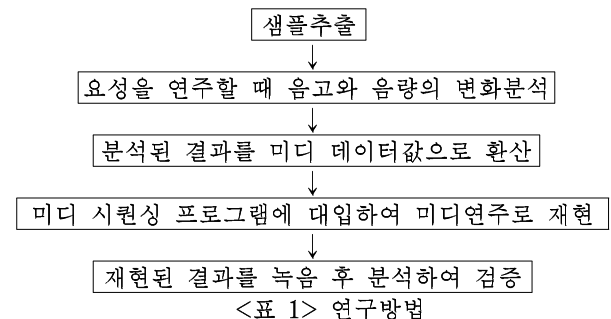 샘플추출
요성을 연주할 때 음고와 음량의 변화분석
분석된 결과를 미디 데이터값으로 환산
미디 시퀀싱 프로그램에 대입하여 미디연주로 재현
재현된 결과를 녹음 후 분석하여 검증
<표 1> 연구방법